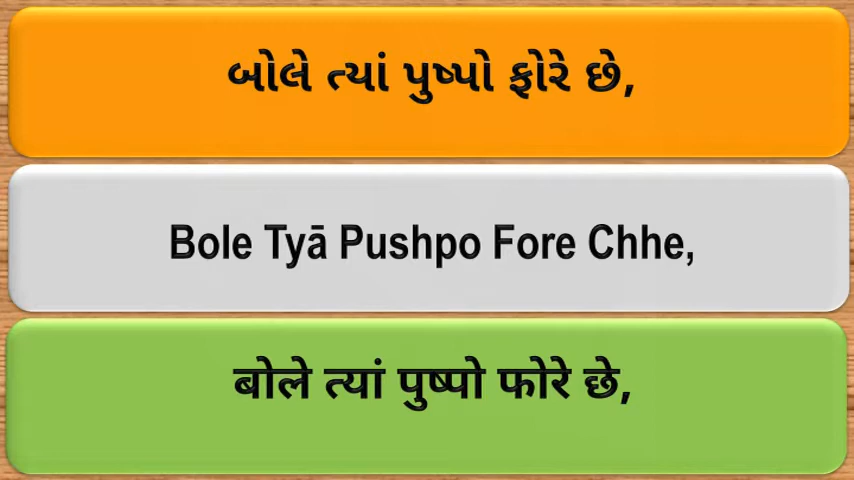 બોલે ત્યાં પુષ્પો ફોરે છે,
Bole Tyā Pushpo Fore Chhe,
बोले त्यां पुष्पो फोरे छे,